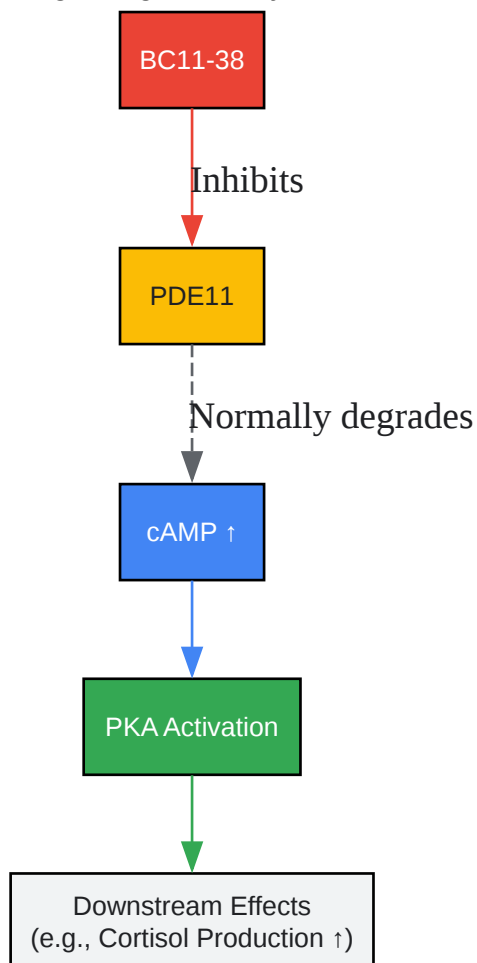 BC11-38
Inhibits
PDE11
Normally degrades
cAMP ↑
PKA Activation
Downstream Effects
(e.g., Cortisol Production ↑)